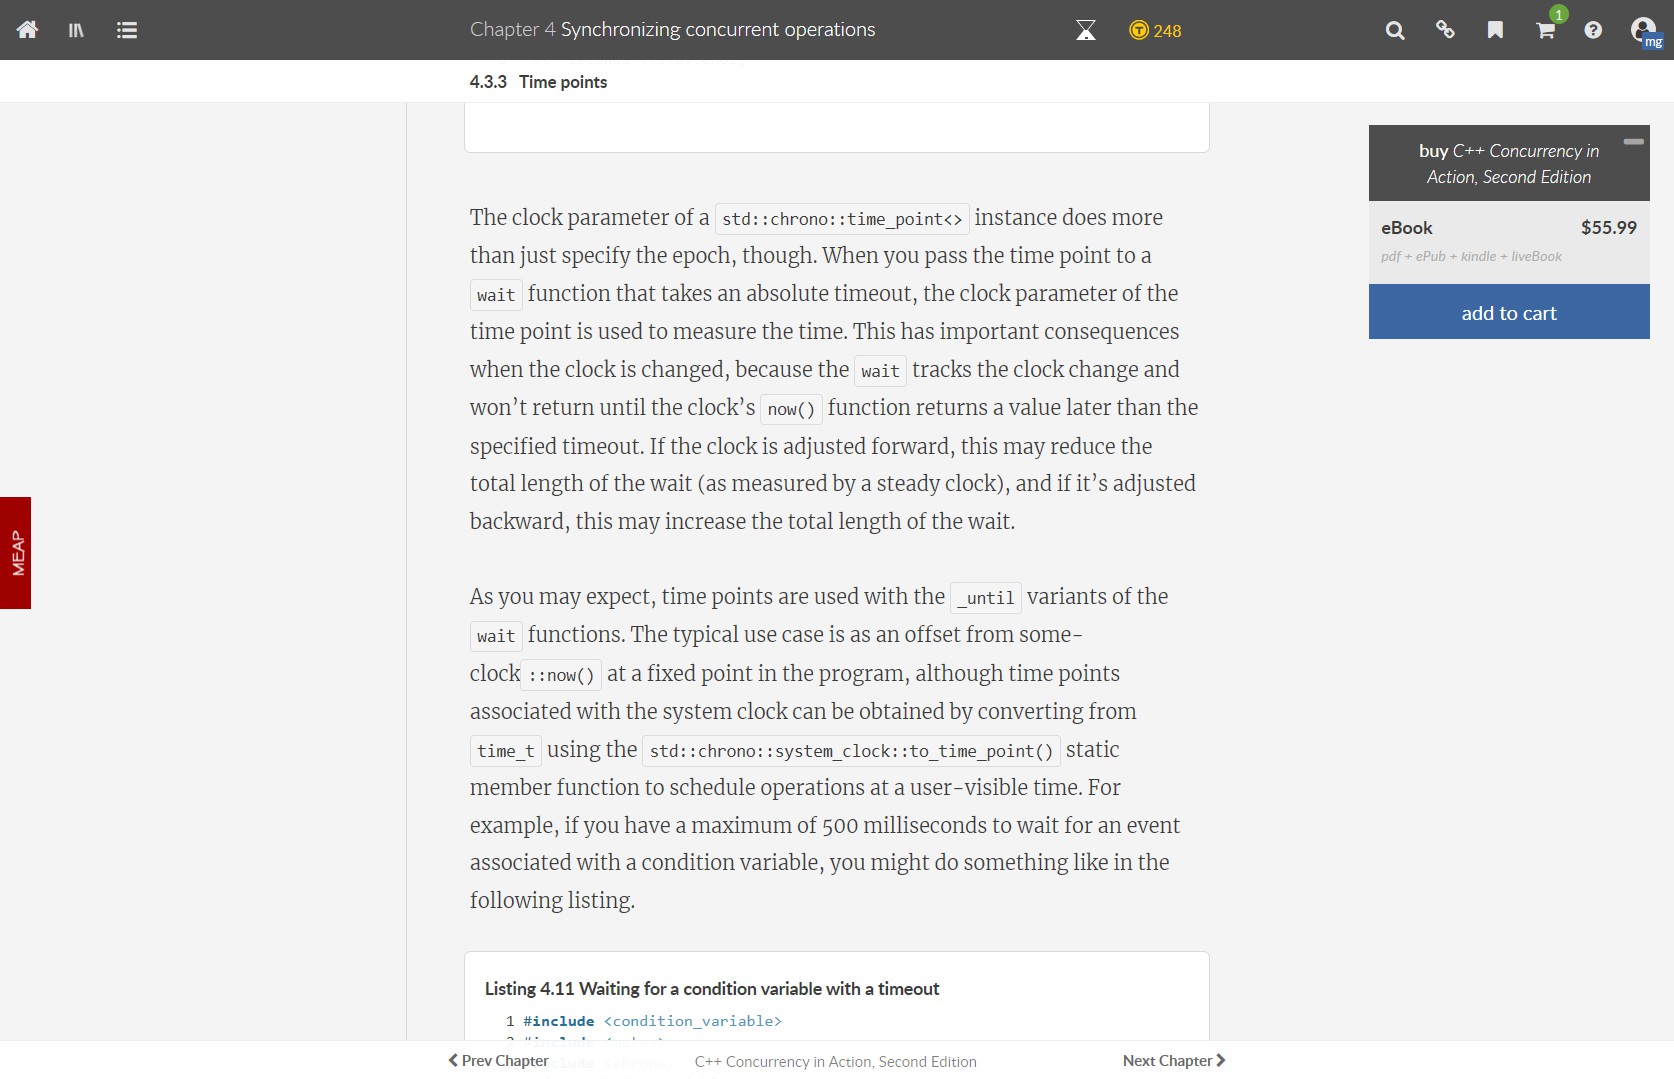 Chapter 4 Synchronizing concurrent operations
248
1
mg
4.3.3 Time points
buy C++ Concurrency in
Action, Second Edition
eBook $55.99
pdf + ePub + kindle + liveBook
add to cart
MEAP
The clock parameter of a std::chrono::time_point<> instance does more
than just specify the epoch, though. When you pass the time point to a
wait function that takes an absolute timeout, the clock parameter of the
time point is used to measure the time. This has important consequences
when the clock is changed, because the wait tracks the clock change and
won’t return until the clock’s now() function returns a value later than the
specified timeout. If the clock is adjusted forward, this may reduce the
total length of the wait (as measured by a steady clock), and if it’s adjusted
backward, this may increase the total length of the wait.
As you may expect, time points are used with the _until variants of the
wait functions. The typical use case is as an offset from some-
clock ::now() at a fixed point in the program, although time points
associated with the system clock can be obtained by converting from
time_t using the std::chrono::system_clock::to_time_point() static
member function to schedule operations at a user-visible time. For
example, if you have a maximum of 500 milliseconds to wait for an event
associated with a condition variable, you might do something like in the
following listing.
Listing 4.11 Waiting for a condition variable with a timeout
1 #include <condition_variable>
Prev Chapter
C++ Concurrency in Action, Second Edition
Next Chapter